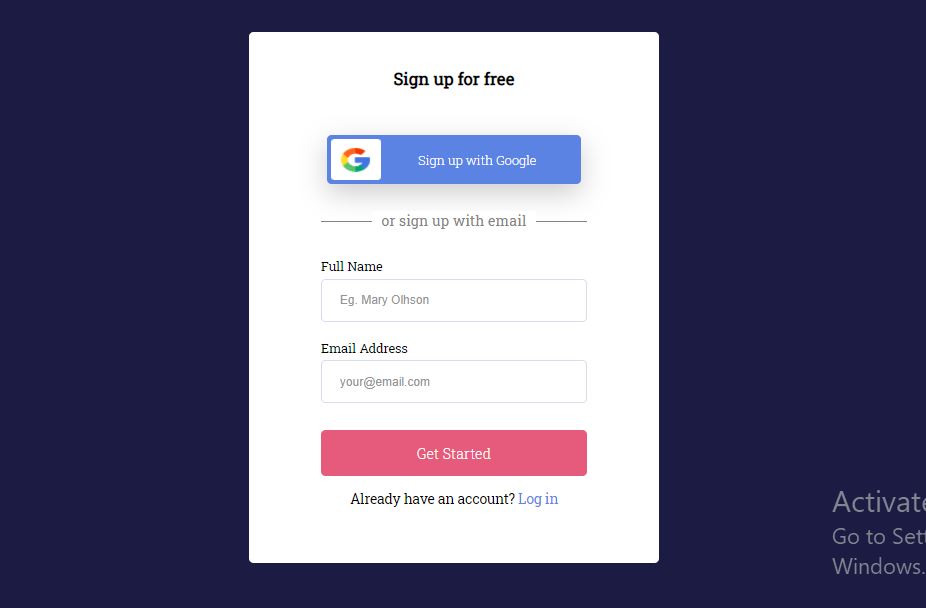 Sign up for free
Sign up with Google
or sign up with email
Full Name
Eg. Mary Olhson
Email Address
your@email.com
Get Started
Already have an account? Log in
Activate
Go to Sett
Windows.